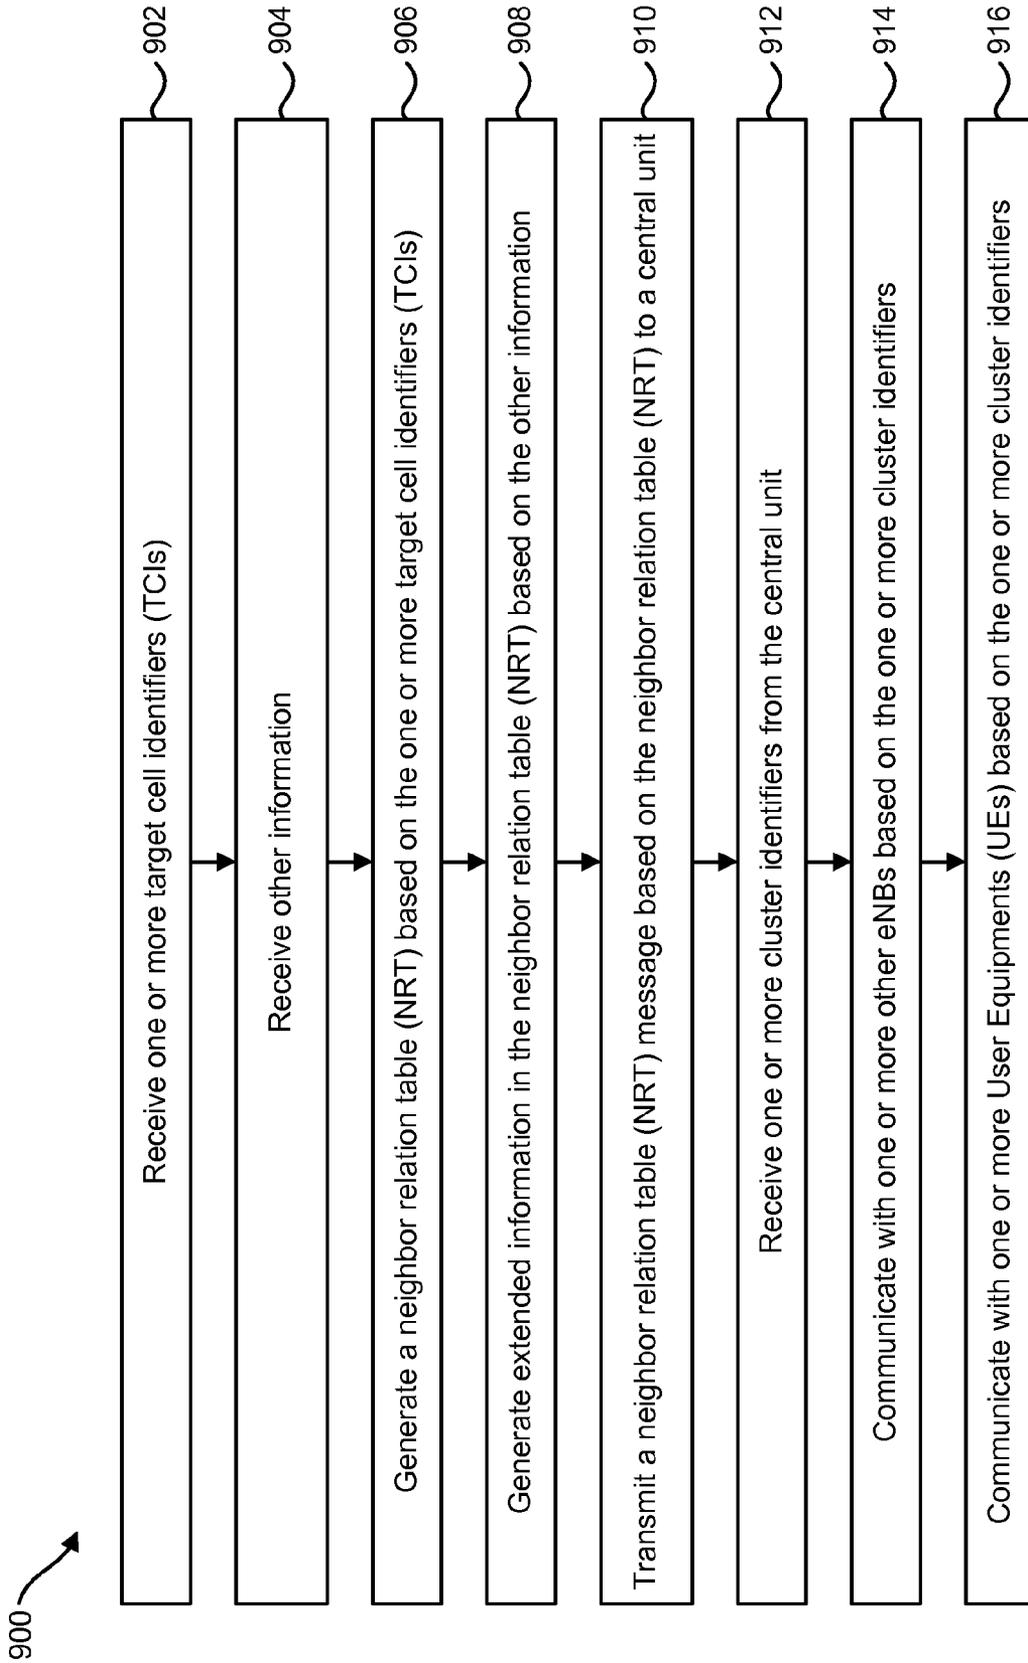 900
Receive one or more target cell identifiers (TCIs)
902
Receive other information
904
Generate a neighbor relation table (NRT) based on the one or more target cell identifiers (TCIs)
906
Generate extended information in the neighbor relation table (NRT) based on the other information
908
Transmit a neighbor relation table (NRT) message based on the neighbor relation table (NRT) to a central unit
910
Receive one or more cluster identifiers from the central unit
912
Communicate with one or more other eNBs based on the one or more cluster identifiers
914
Communicate with one or more User Equipments (UEs) based on the one or more cluster identifiers
916